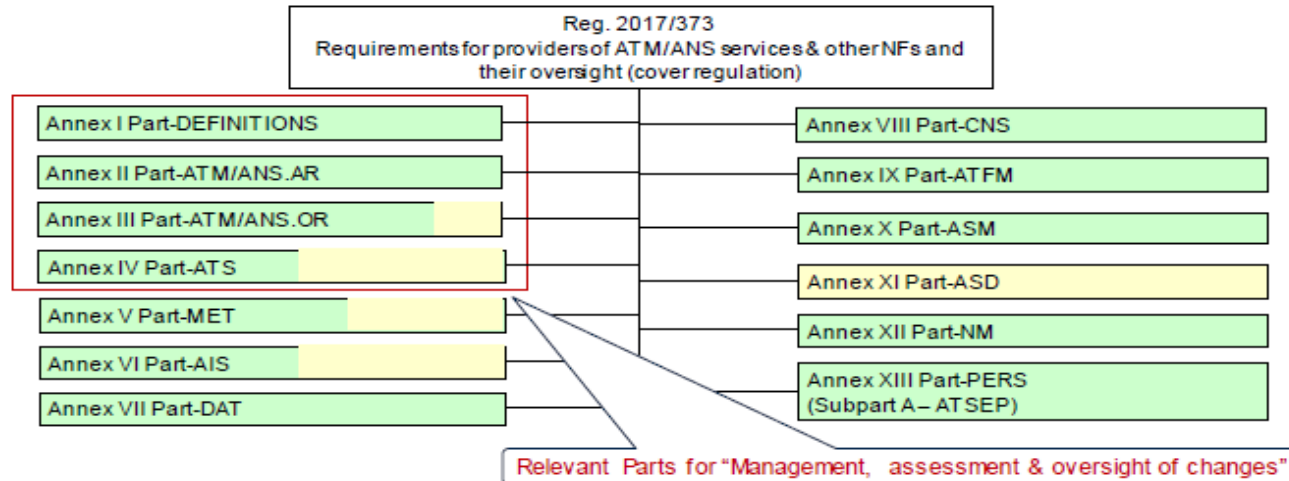 Reg. 2017/373
Requirements for providers of ATM/ANS services & other NFs and
their oversight (cover regulation)
Annex I Part-DEFINITIONS
Annex II Part-ATM/ANS.AR
Annex III Part-ATM/ANS.OR
Annex IV Part-ATS
Annex V Part-MET
Annex VI Part-AIS
Annex VII Part-DAT
Annex VIII Part-CNS
Annex IX Part-ATFM
Annex X Part-ASM
Annex XI Part-ASD
Annex XII Part-NM
Annex XIII Part-PERS
(Subpart A – ATSEP)
Relevant Parts for “Management, assessment & oversight of changes”